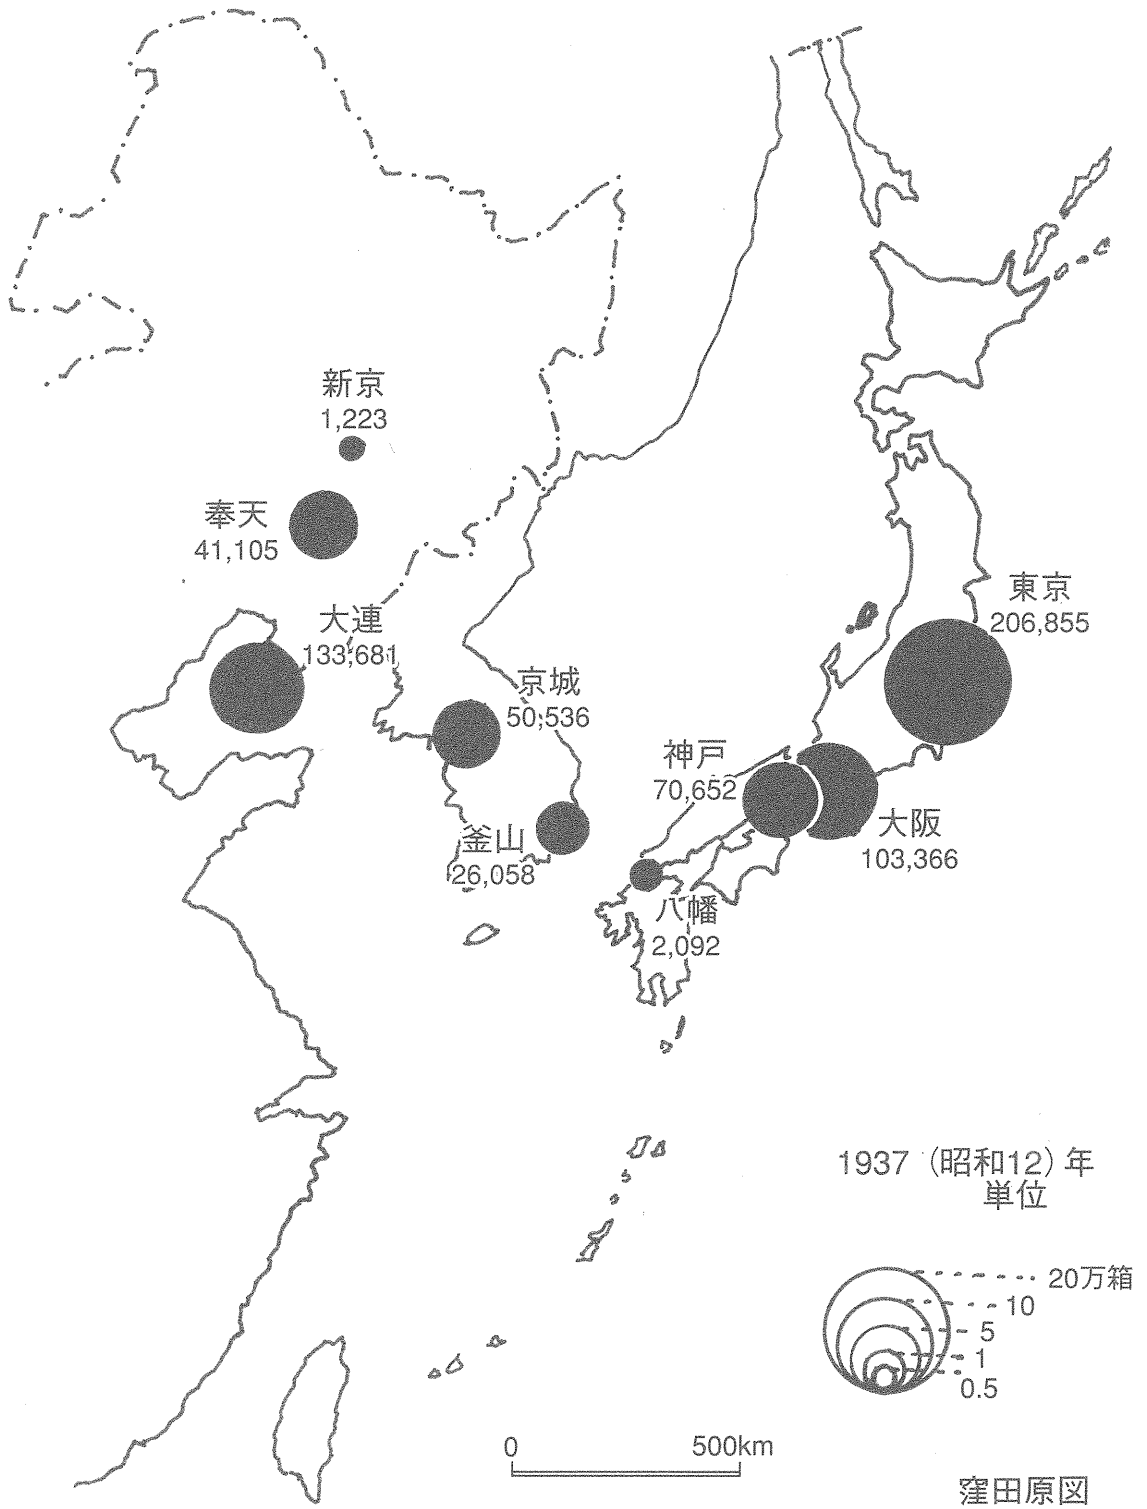 新京
1,223
奉天
41,105
大連
133,681
東京
206,855
京城
50,536
神戸
70,652
大阪
103,366
釜山
26,058
八幡
2,092
1937（昭和12）年
単位
20万箱
10
5
1
0.5
0 500km
窪田原図